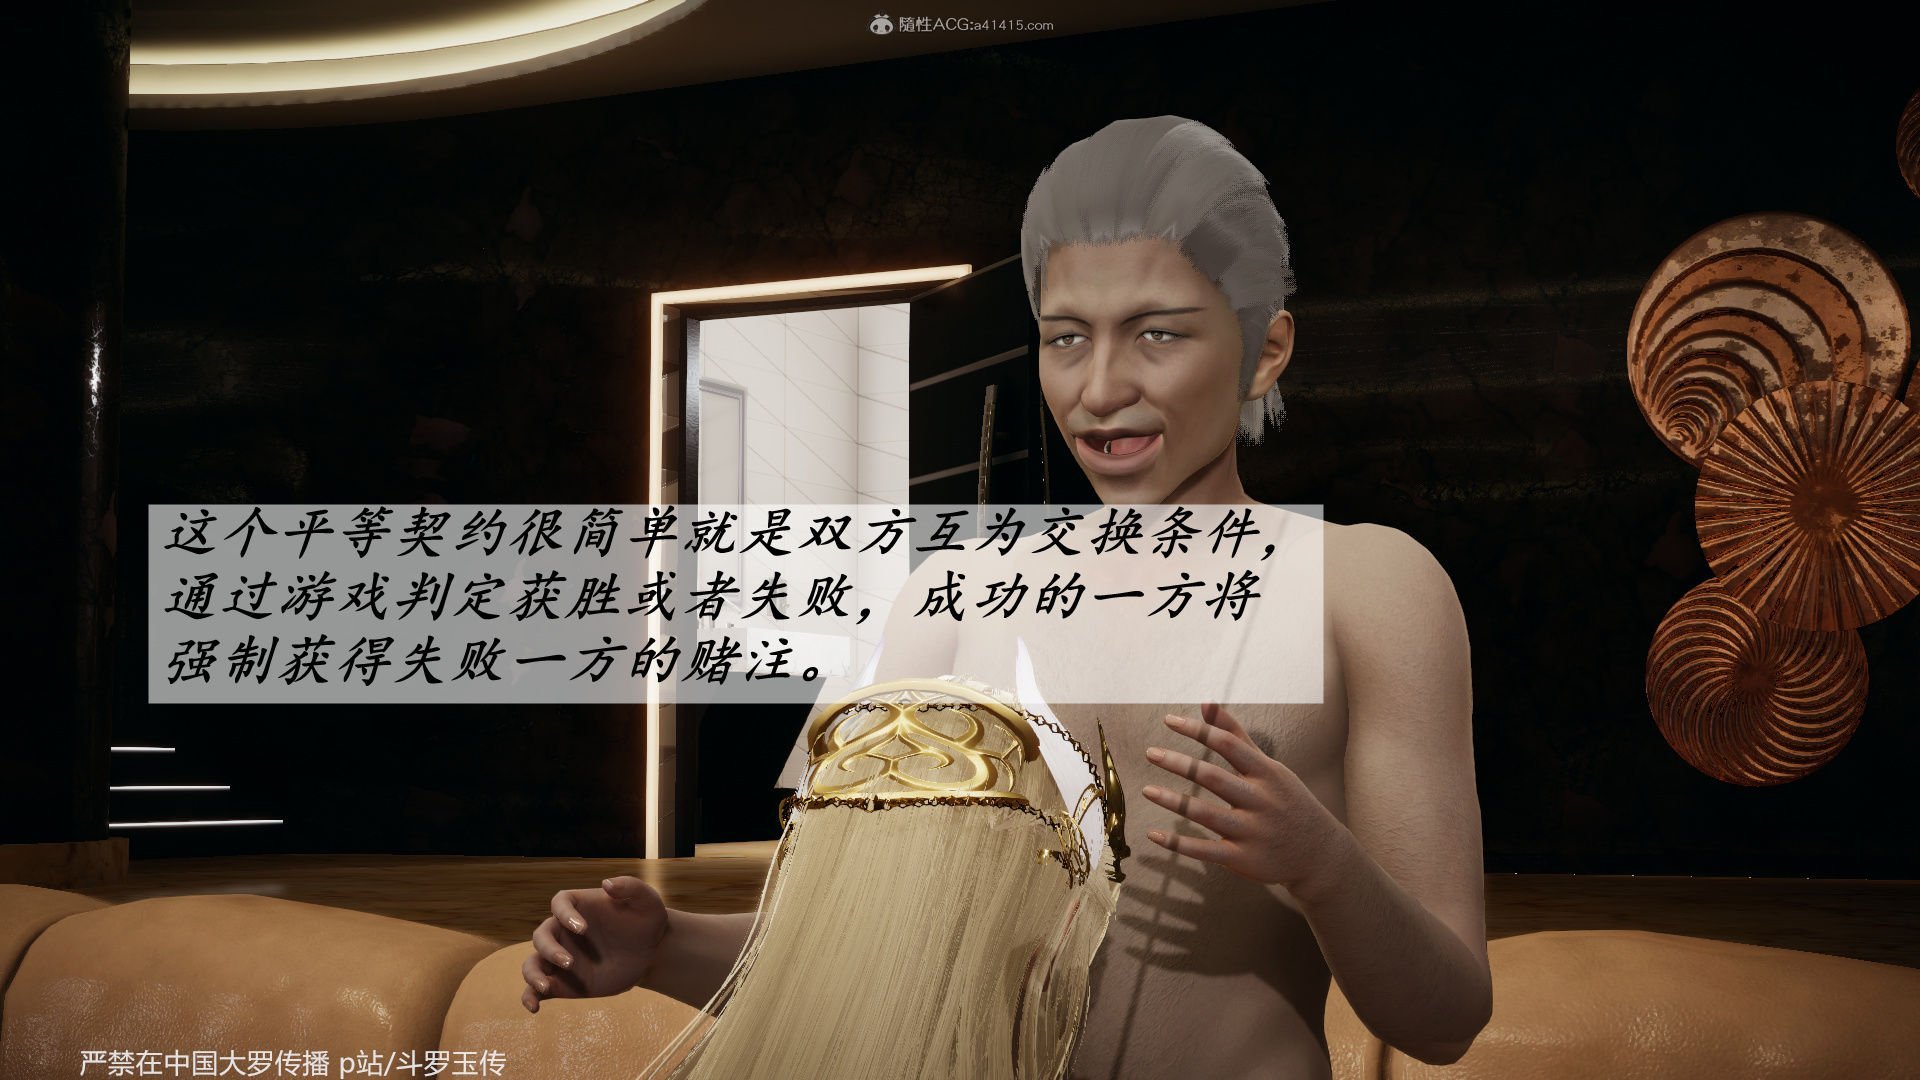 隨性ACG:a41415.com
这个平等契约很简单就是双方互为交换条件，
通过游戏判定获胜或者失败，成功的一方将
强制获得失败一方的赌注。
严禁在中国大罗传播 p站/斗罗玉传